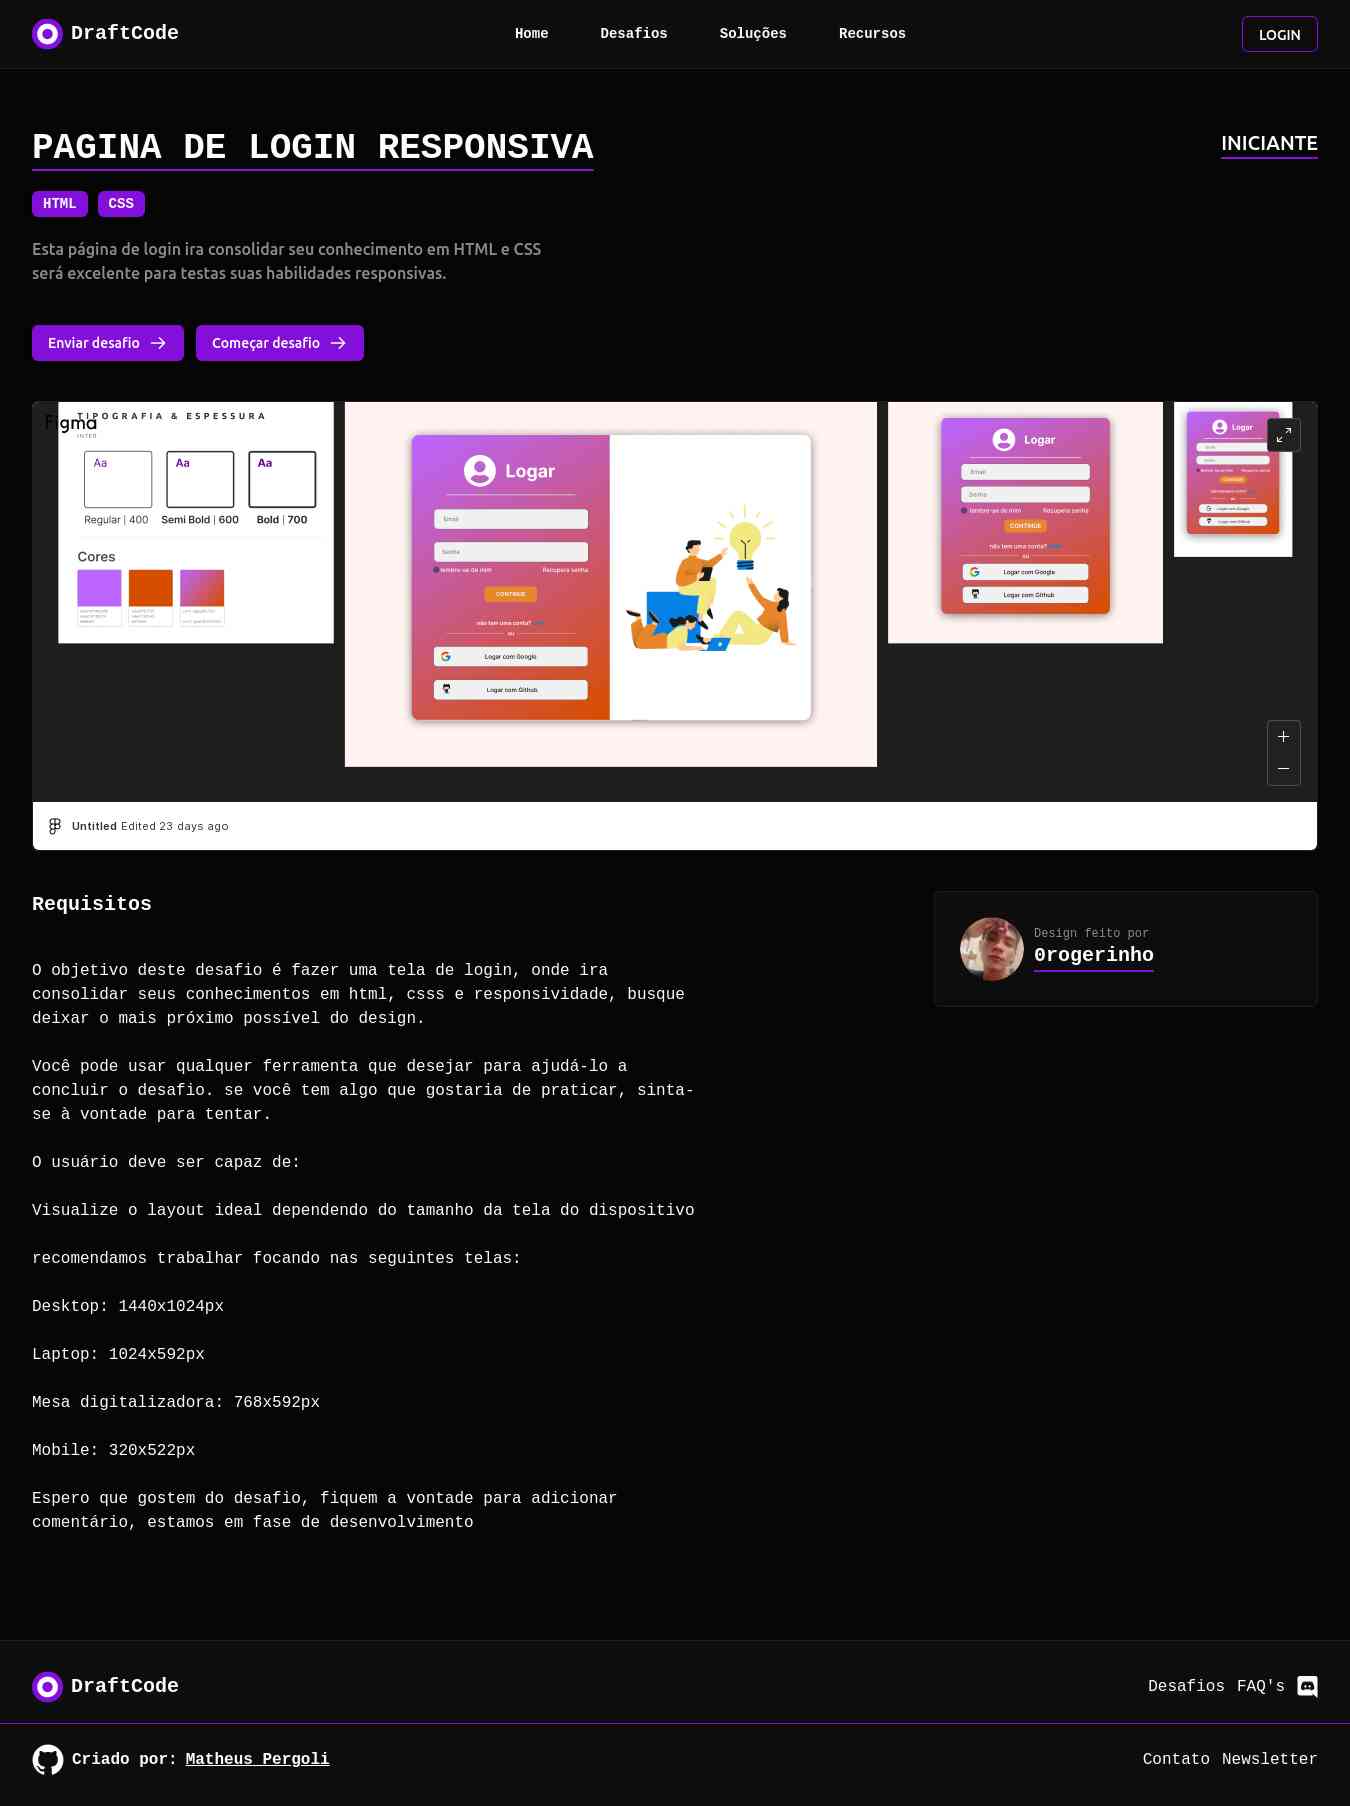 DraftCode
Home
Desafios
Soluções
Recursos
LOGIN
PAGINA DE LOGIN RESPONSIVA
INICIANTE
HTML
CSS
Esta página de login ira consolidar seu conhecimento em HTML e CSS
será excelente para testas suas habilidades responsivas.
Enviar desafio
Começar desafio
Figma
TIPOGRAFIA & ESPESSURA
INTER
Aa
Aa
Aa
Regular | 400
Semi Bold | 600
Bold | 700
Cores
Logar
Email
Senha
lembre-se de mim
Recupera senha
CONTINUE
não tem uma conta?
ou
Logar com Google
Logar com Github
Logar
Email
Senha
lembre-se de mim
Recupera senha
CONTINUE
não tem uma conta?
ou
Logar com Google
Logar com Github
Logar
CONTINUE
Logar com Google
Logar com Github
Untitled Edited 23 days ago
Requisitos
O objetivo deste desafio é fazer uma tela de login, onde ira
consolidar seus conhecimentos em html, csss e responsividade, busque
deixar o mais próximo possível do design.
Você pode usar qualquer ferramenta que desejar para ajudá-lo a
concluir o desafio. se você tem algo que gostaria de praticar, sinta-
se à vontade para tentar.
O usuário deve ser capaz de:
Visualize o layout ideal dependendo do tamanho da tela do dispositivo
recomendamos trabalhar focando nas seguintes telas:
Desktop: 1440x1024px
Laptop: 1024x592px
Mesa digitalizadora: 768x592px
Mobile: 320x522px
Espero que gostem do desafio, fiquem a vontade para adicionar
comentário, estamos em fase de desenvolvimento
Design feito por
0rogerinho
DraftCode
Desafios FAQ's
Criado por: Matheus Pergoli
Contato Newsletter